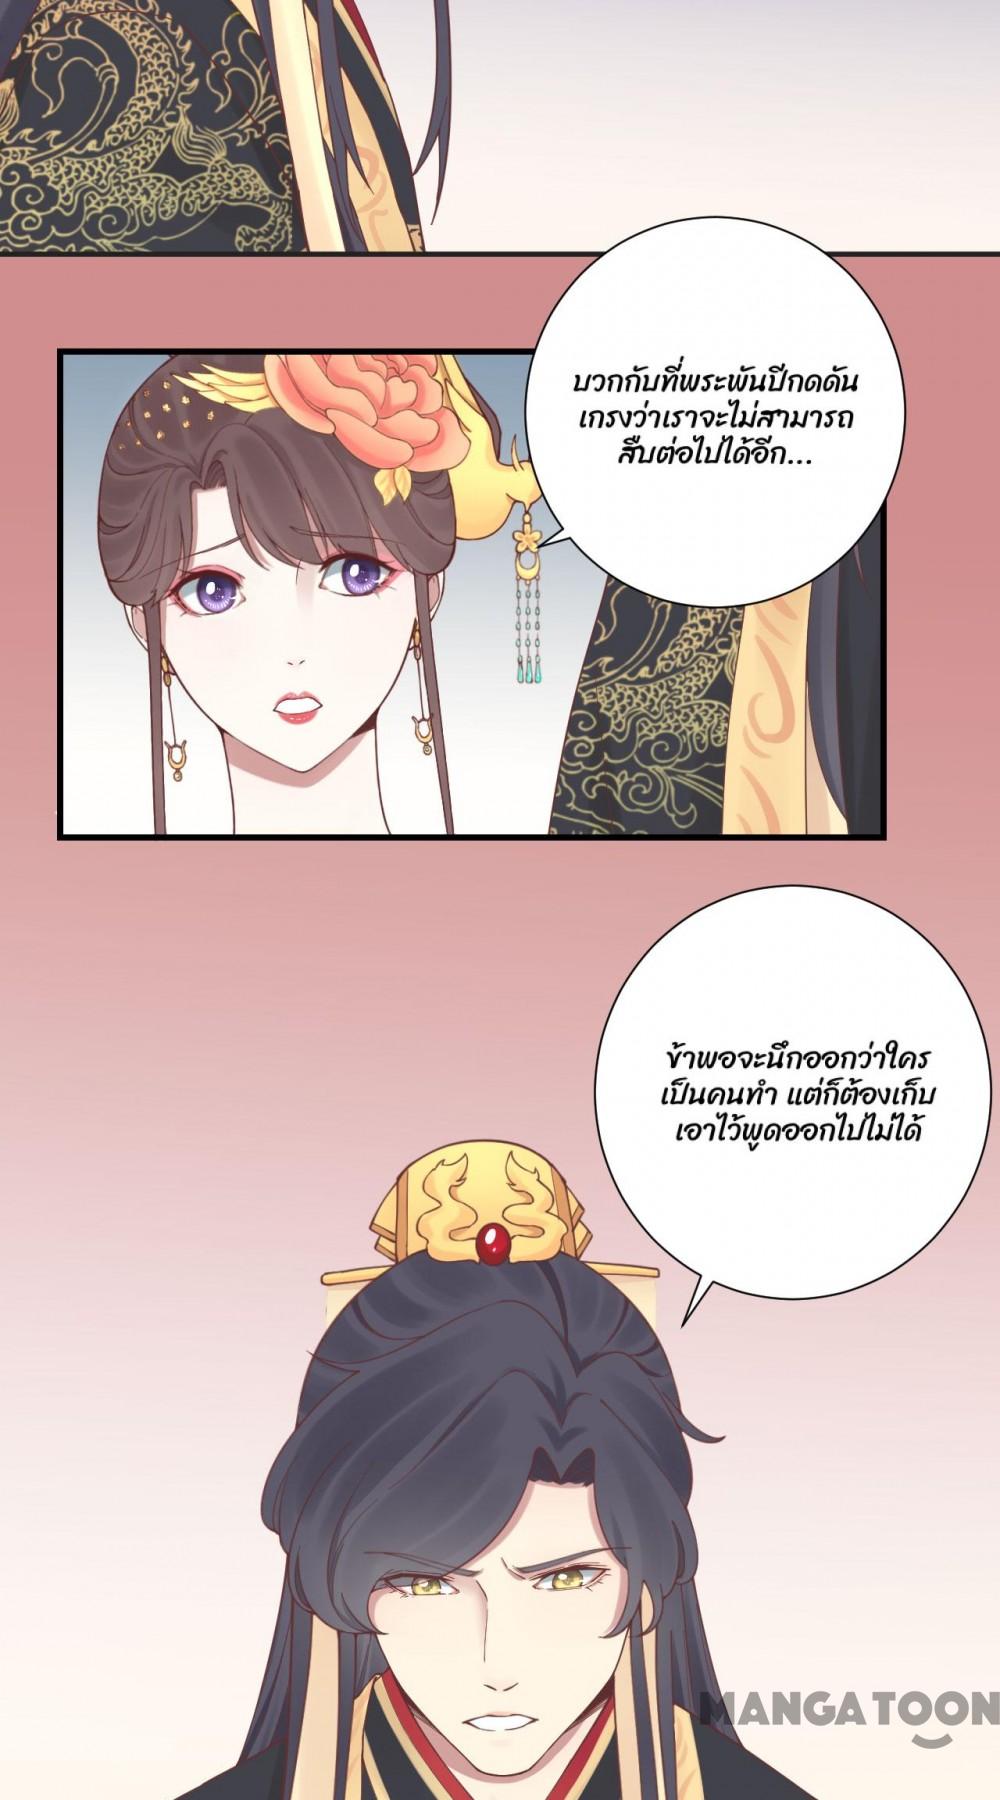 บวกกับที่พระพันปีกดดัน
เกรงว่าเราจะไม่สามารถ
สืบต่อไปได้อีก...
ข้าพอจะนึกออกว่าใคร
เป็นคนทำ แต่ก็ต้องเก็บ
เอาไว้พูดออกไปไม่ได้
MANGATOON